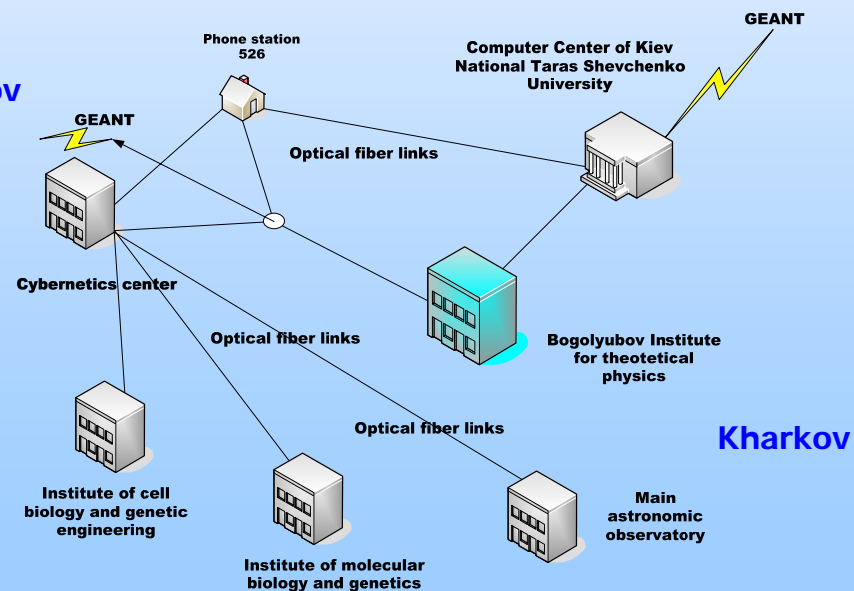 GEANT
Phone station
526
Computer Center of Kiev
National Taras Shevchenko
University
ov
GEANT
Optical fiber links
Cybernetics center
Optical fiber links
Bogolyubov Institute
for theotetical
physics
Optical fiber links
Kharkov
Institute of cell
biology and genetic
engineering
Main
astronomic
observatory
Institute of molecular
biology and genetics